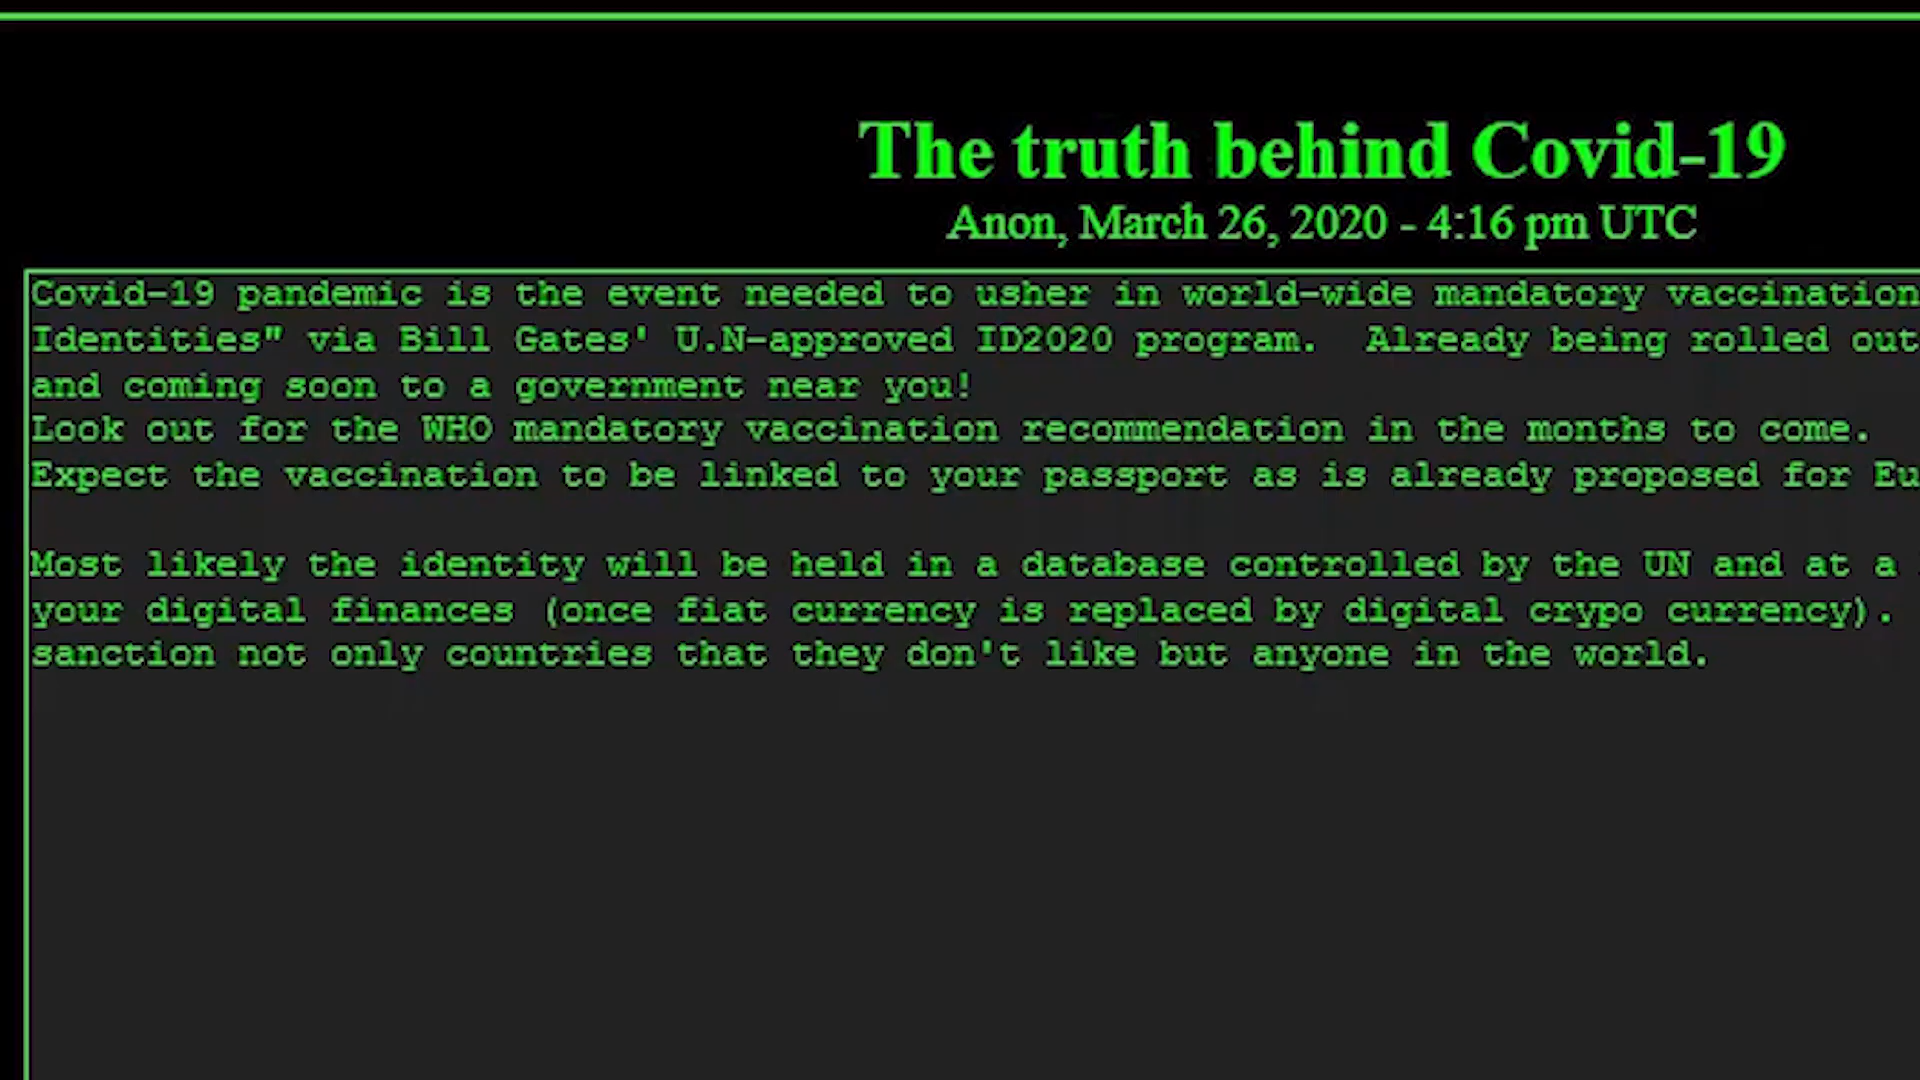 The truth behind Covid-19
Anon, March 26, 2020 - 4:16 pm UTC
Covid-19 pandemic is the event needed to usher in world-wide mandatory vaccination
Identities" via Bill Gates' U.N-approved ID2020 program.  Already being rolled out
and coming soon to a government near you!
Look out for the WHO mandatory vaccination recommendation in the months to come.
Expect the vaccination to be linked to your passport as is already proposed for Eu
Most likely the identity will be held in a database controlled by the UN and at a
your digital finances (once fiat currency is replaced by digital crypo currency).
sanction not only countries that they don't like but anyone in the world.